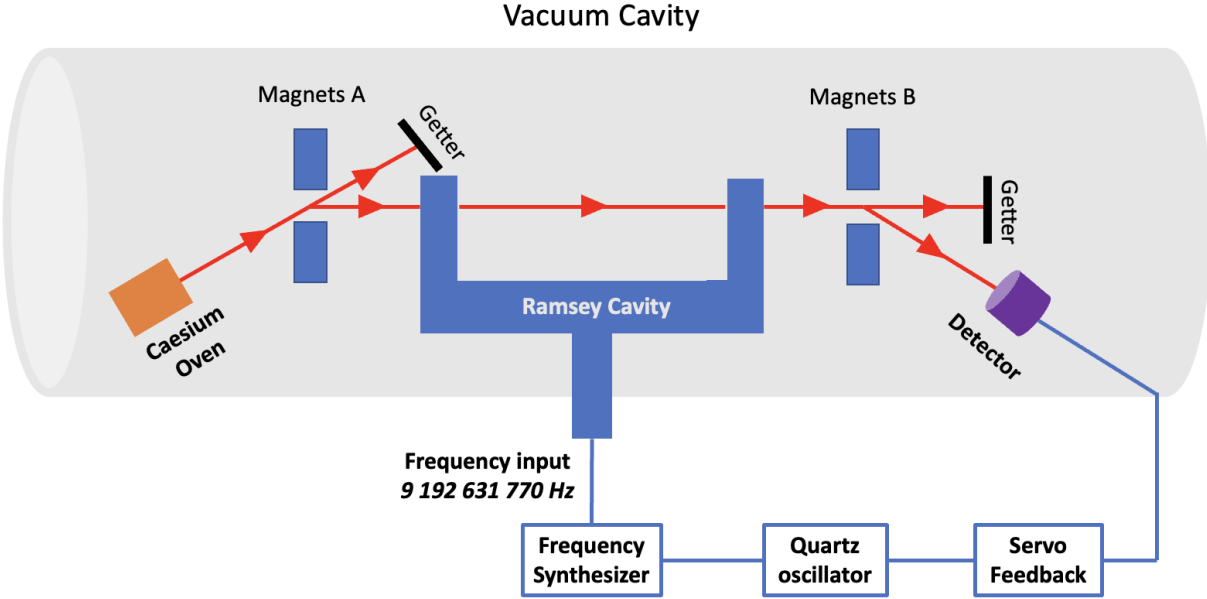 Vacuum Cavity
Magnets A
Getter
Magnets B
Getter
Caesium
Oven
Ramsey Cavity
Detector
Frequency input
9 192 631 770 Hz
Frequency
Synthesizer
Quartz
oscillator
Servo
Feedback